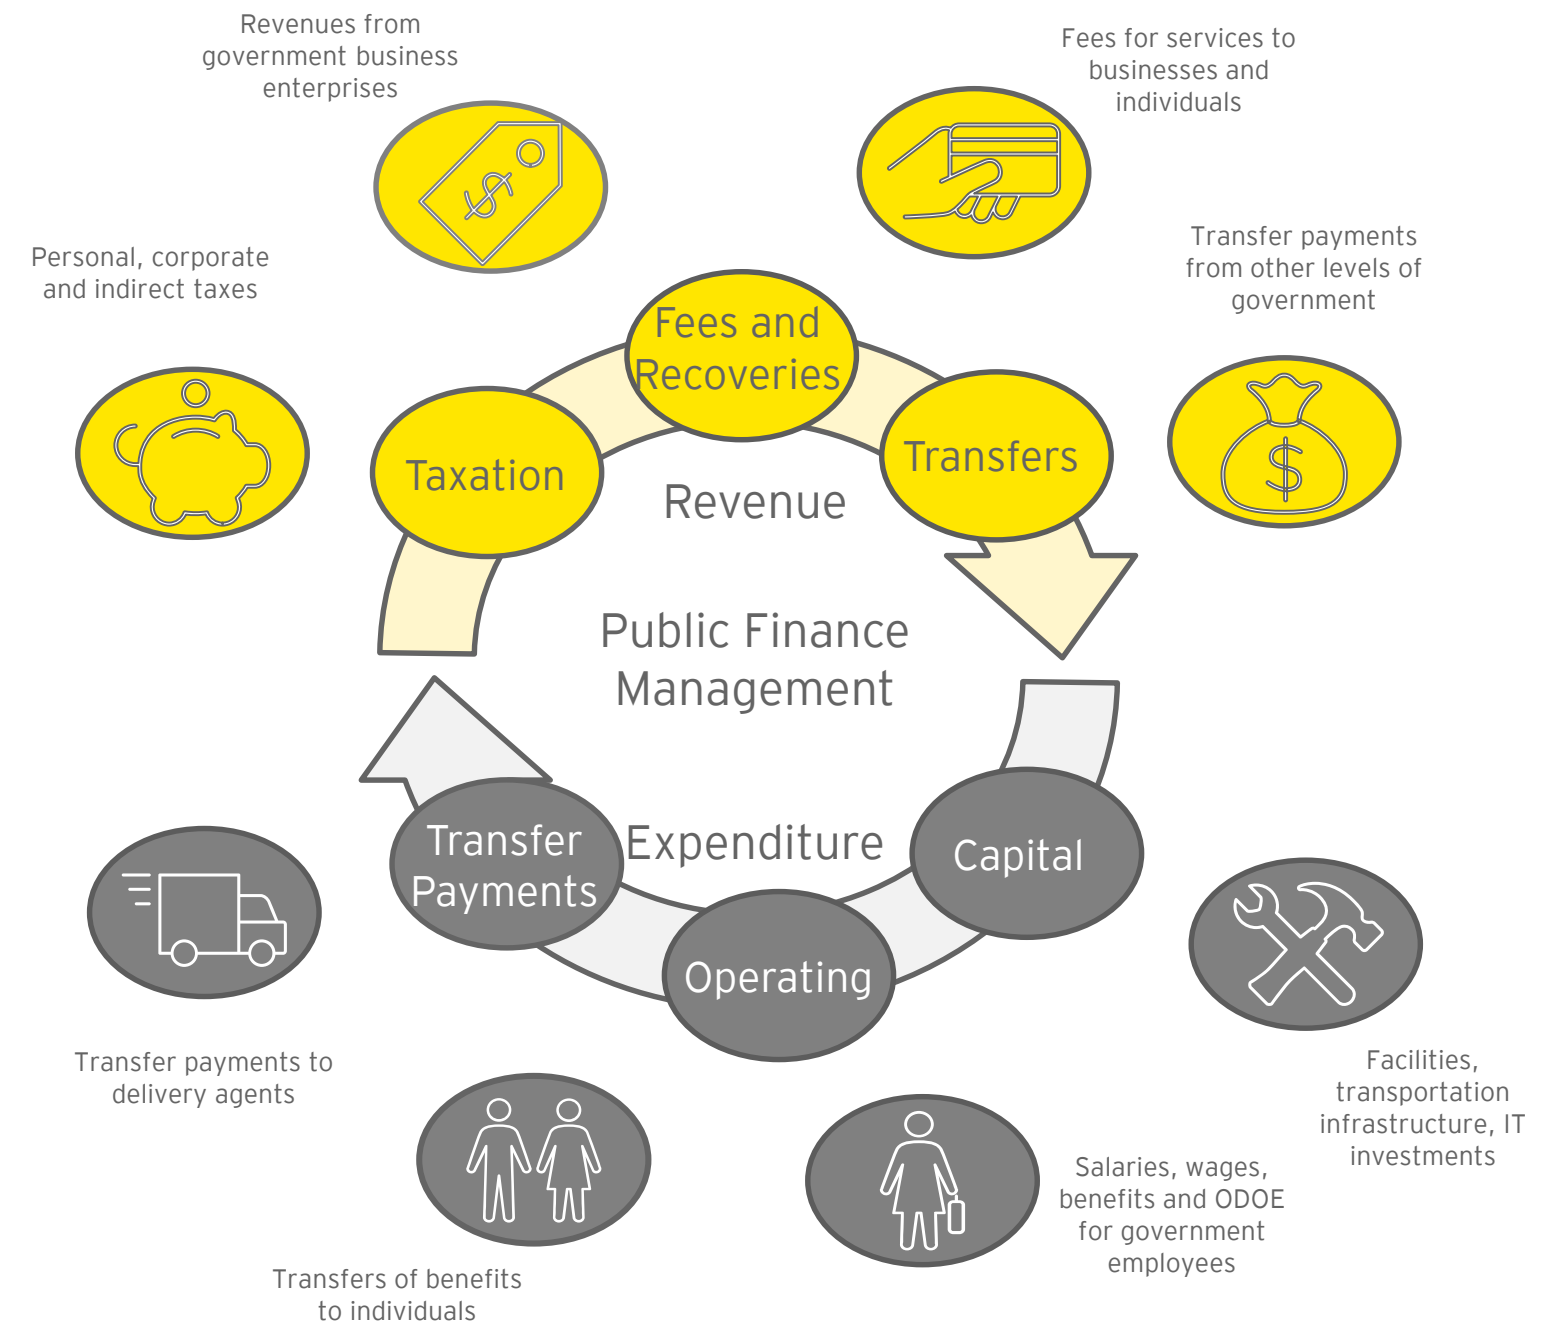 Revenues from
government business
enterprises
Fees for services to
businesses and
individuals
Personal, corporate
and indirect taxes
Transfer payments
from other levels of
government
Fees and
Recoveries
Taxation
Transfers
$
$
Revenue
Public Finance
Management
Expenditure
Transfer
Payments
Capital
Operating
Transfer payments to
delivery agents
Facilities,
transportation
infrastructure, IT
investments
Salaries, wages,
benefits and ODOE
for government
employees
Transfers of benefits
to individuals